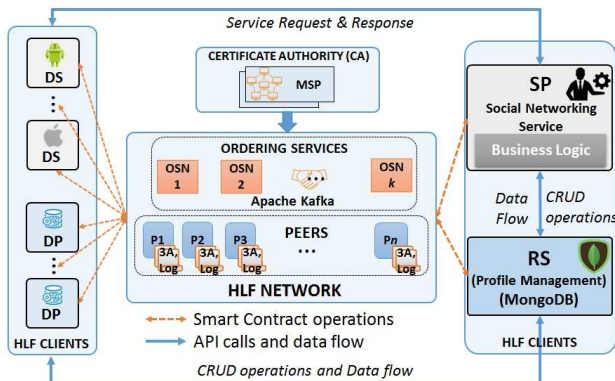 Service Request & Response
DS
DS
DP
DP
HLF CLIENTS
CERTIFICATE AUTHORITY (CA)
MSP
ORDERING SERVICES
OSN
1
OSN
2
...
OSN
k
Apache Kafka
PEERS
P1
P2
P3
...
Pn
3A,
Log
3A,
Log
3A,
Log
3A,
Log
HLF NETWORK
SP
Social Networking
Service
Business Logic
Data
Flow
CRUD
operations
RS
(Profile Management)
(MongoDB)
HLF CLIENTS
Smart Contract operations
API calls and data flow
CRUD operations and Data flow